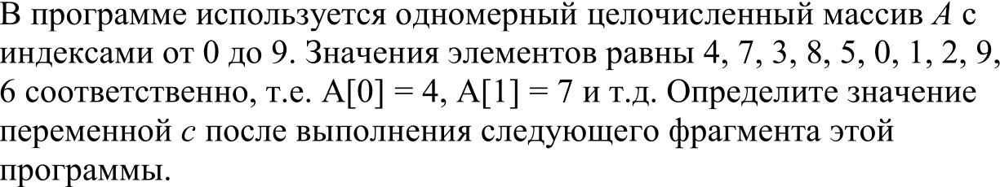 В программе используется одномерный целочисленный массив A с
индексами от 0 до 9. Значения элементов равны 4, 7, 3, 8, 5, 0, 1, 2, 9,
6 соответственно, т.е. A[0] = 4, A[1] = 7 и т.д. Определите значение
переменной c после выполнения следующего фрагмента этой
программы.